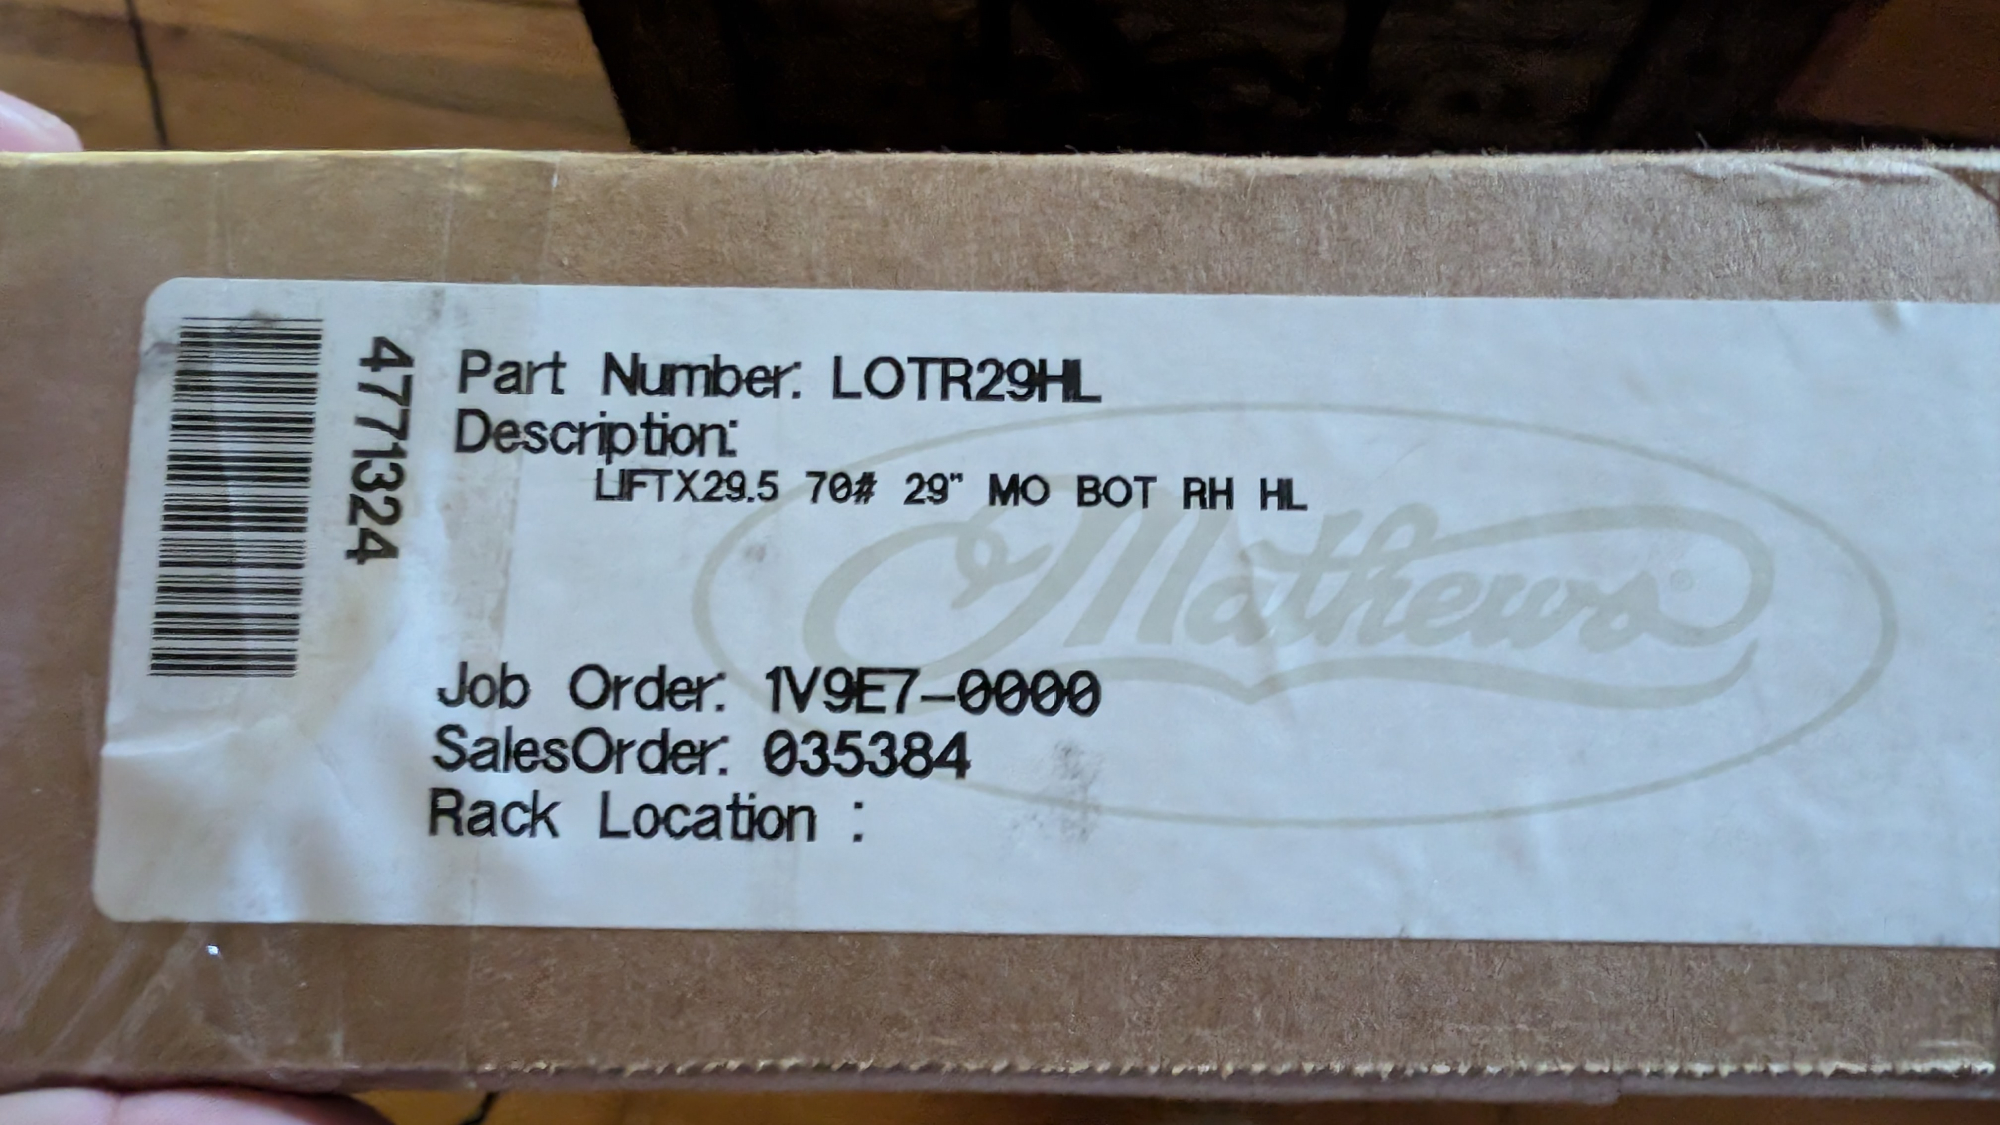 4771324
Part Number: LOTR29HL
Description:
LIFTX29.5 70# 29" MO BOT RH HL
Mathews®
Job Order: 1V9E7-0000
SalesOrder: 035384
Rack Location :